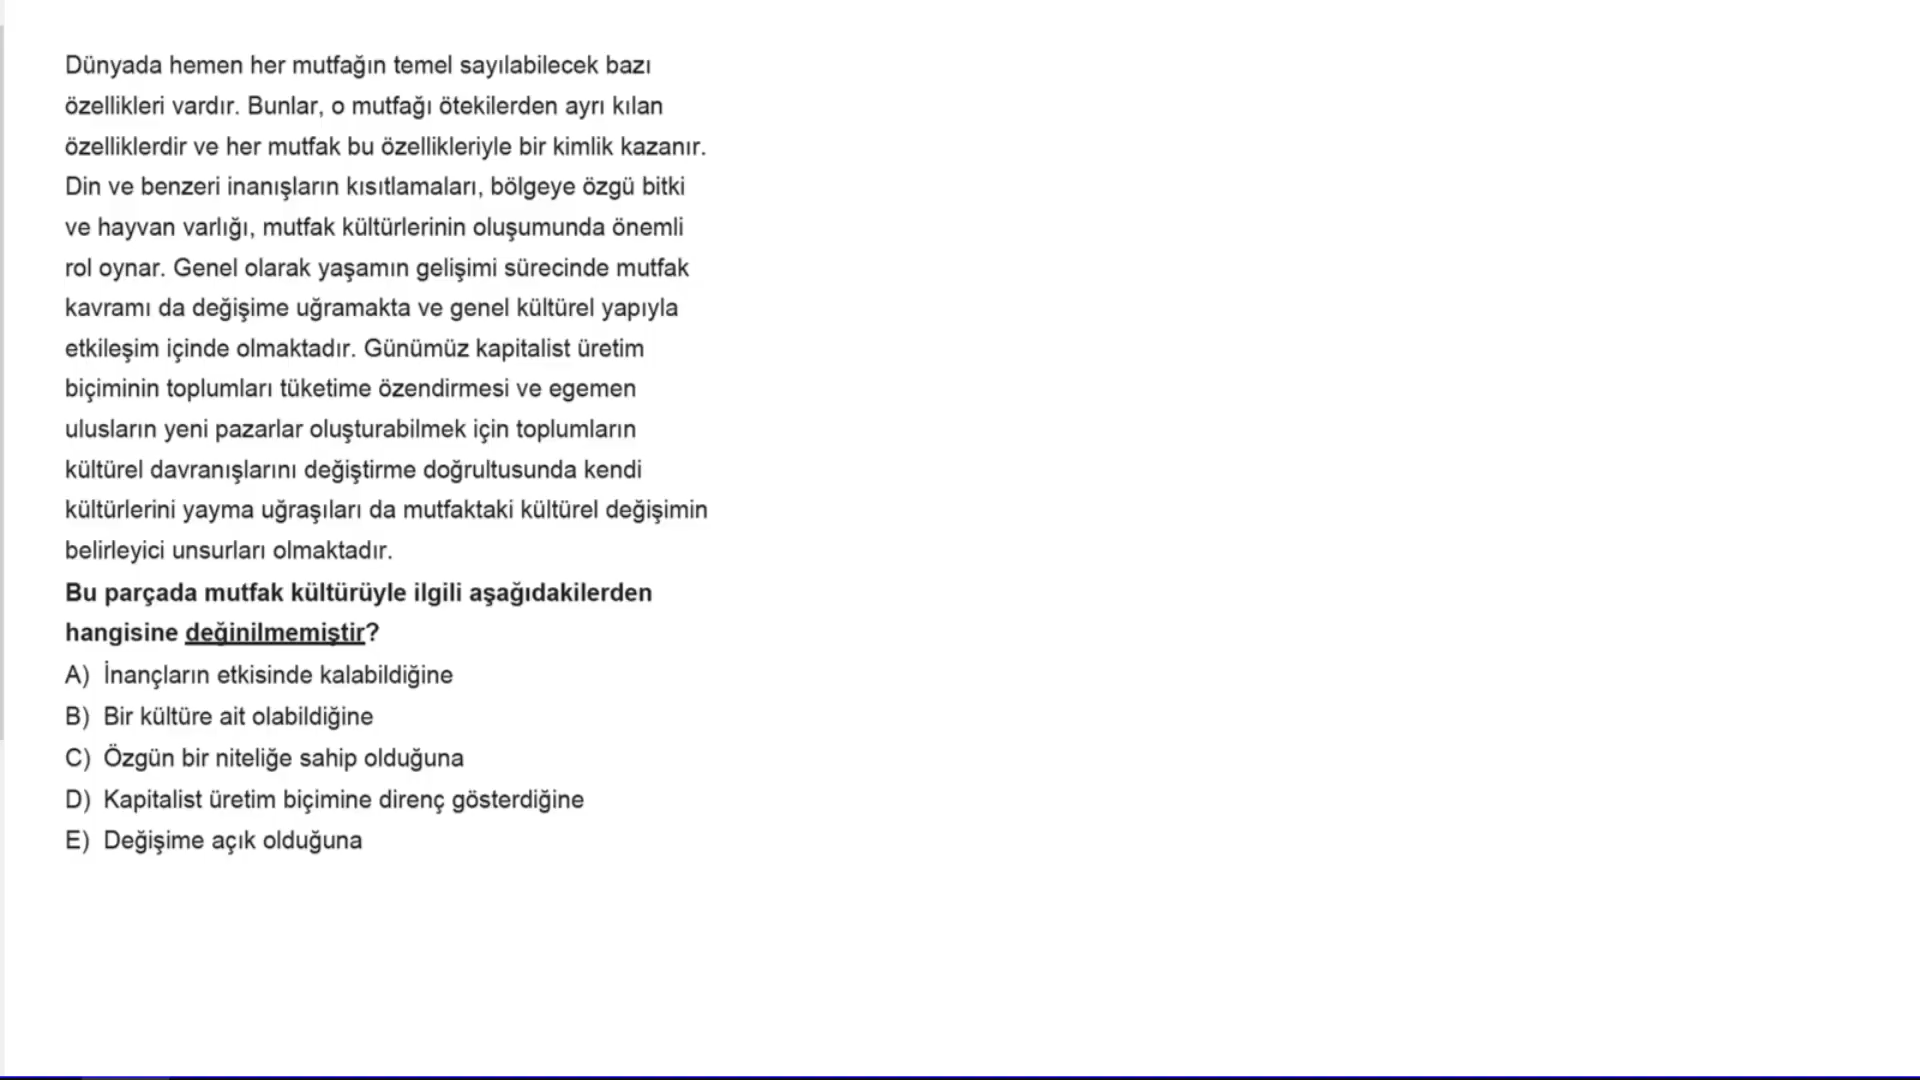 Dünyada hemen her mutfağın temel sayılabilecek bazı
özellikleri vardır. Bunlar, o mutfağı ötekilerden ayrı kılan
özelliklerdir ve her mutfak bu özellikleriyle bir kimlik kazanır.
Din ve benzeri inanışların kısıtlamaları, bölgeye özgü bitki
ve hayvan varlığı, mutfak kültürlerinin oluşumunda önemli
rol oynar. Genel olarak yaşamın gelişimi sürecinde mutfak
kavramı da değişime uğramakta ve genel kültürel yapıyla
etkileşim içinde olmaktadır. Günümüz kapitalist üretim
biçiminin toplumları tüketime özendirmesi ve egemen
ulusların yeni pazarlar oluşturabilmek için toplumların
kültürel davranışlarını değiştirme doğrultusunda kendi
kültürlerini yayma uğraşıları da mutfaktaki kültürel değişimin
belirleyici unsurları olmaktadır.
Bu parçada mutfak kültürüyle ilgili aşağıdakilerden
hangisine değinilmemiştir?
A) İnançların etkisinde kalabildiğine
B) Bir kültüre ait olabildiğine
C) Özgün bir niteliğe sahip olduğuna
D) Kapitalist üretim biçimine direnç gösterdiğine
E) Değişime açık olduğuna